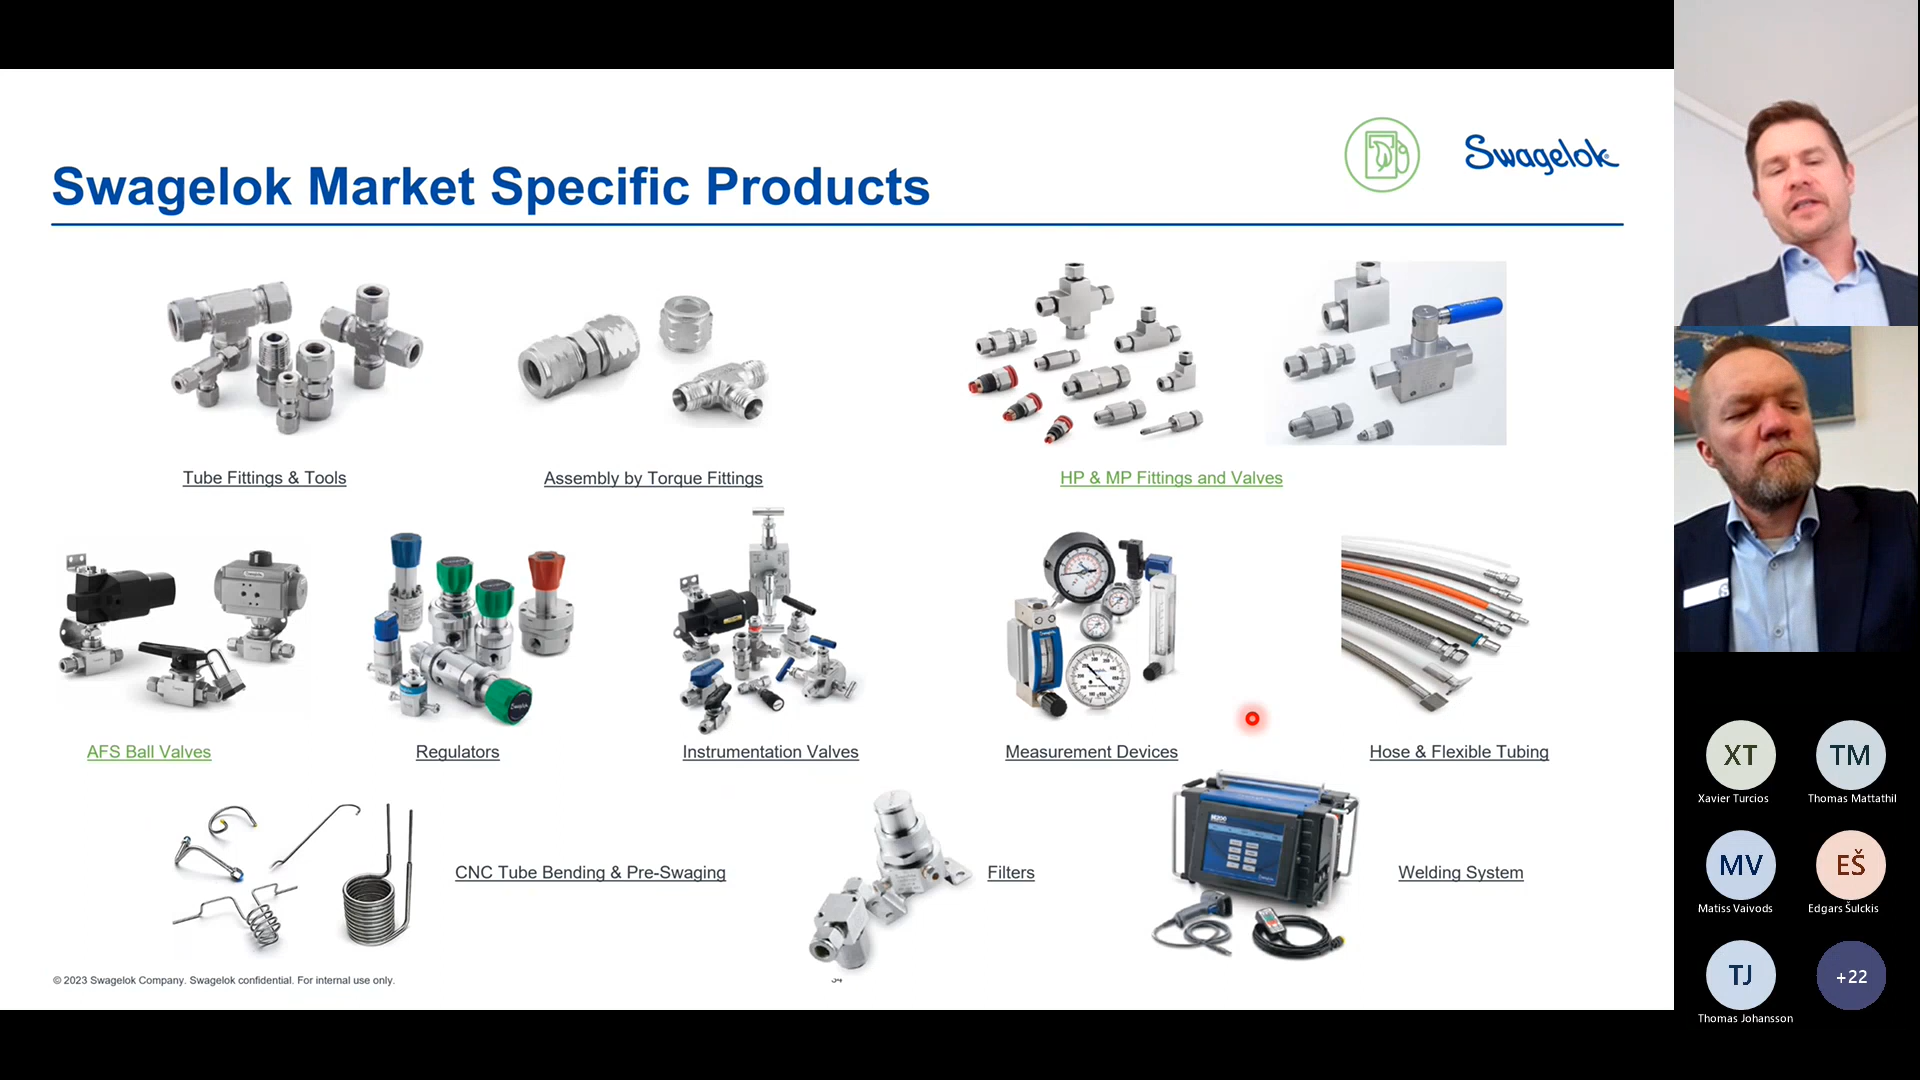 Swagelok
Swagelok Market Specific Products
Tube Fittings & Tools
Assembly by Torque Fittings
HP & MP Fittings and Valves
AFS Ball Valves
Regulators
Instrumentation Valves
Measurement Devices
Hose & Flexible Tubing
CNC Tube Bending & Pre-Swaging
Filters
Welding System
© 2023 Swagelok Company. Swagelok confidential. For internal use only.
XT
Xavier Turcios
TM
Thomas Mattathil
MV
Matiss Vaivods
EŠ
Edgars Šulckis
TJ
Thomas Johansson
+22